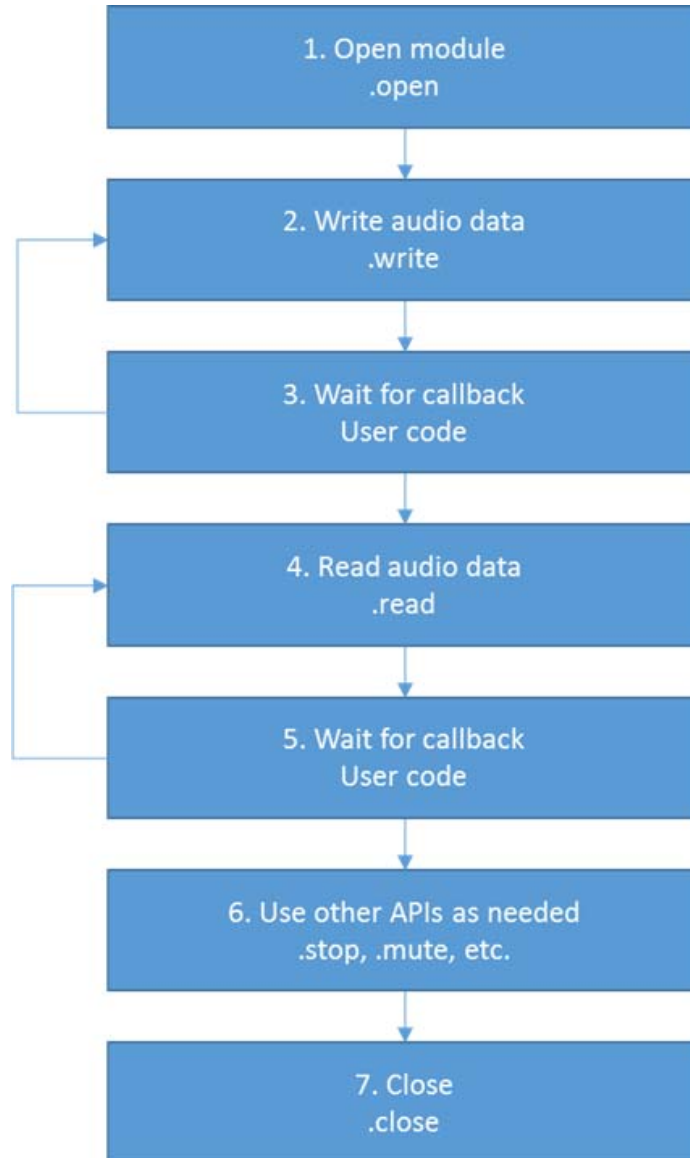 1. Open module
.open
2. Write audio data
.write
3. Wait for callback
User code
4. Read audio data
.read
5. Wait for callback
User code
6. Use other APIs as needed
.stop, .mute, etc.
7. Close
.close